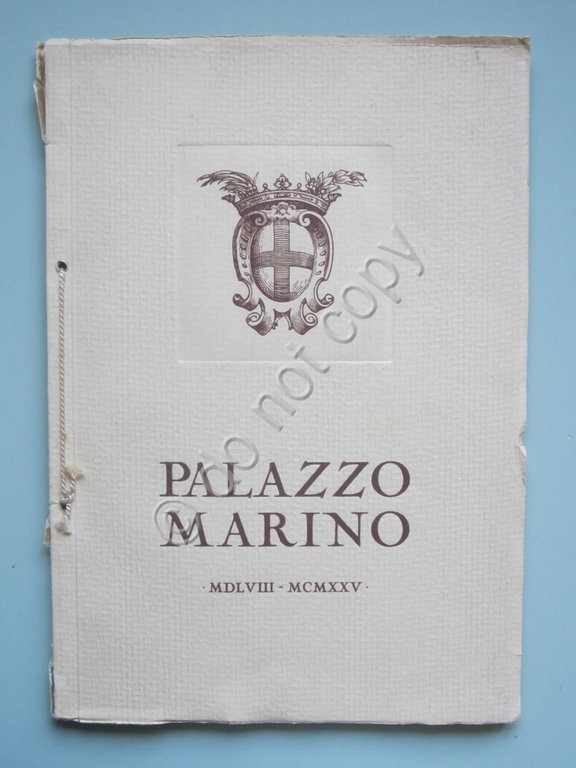 PALAZZO
MARINO
· MDLVIII - MCMXXV ·
© do not copy